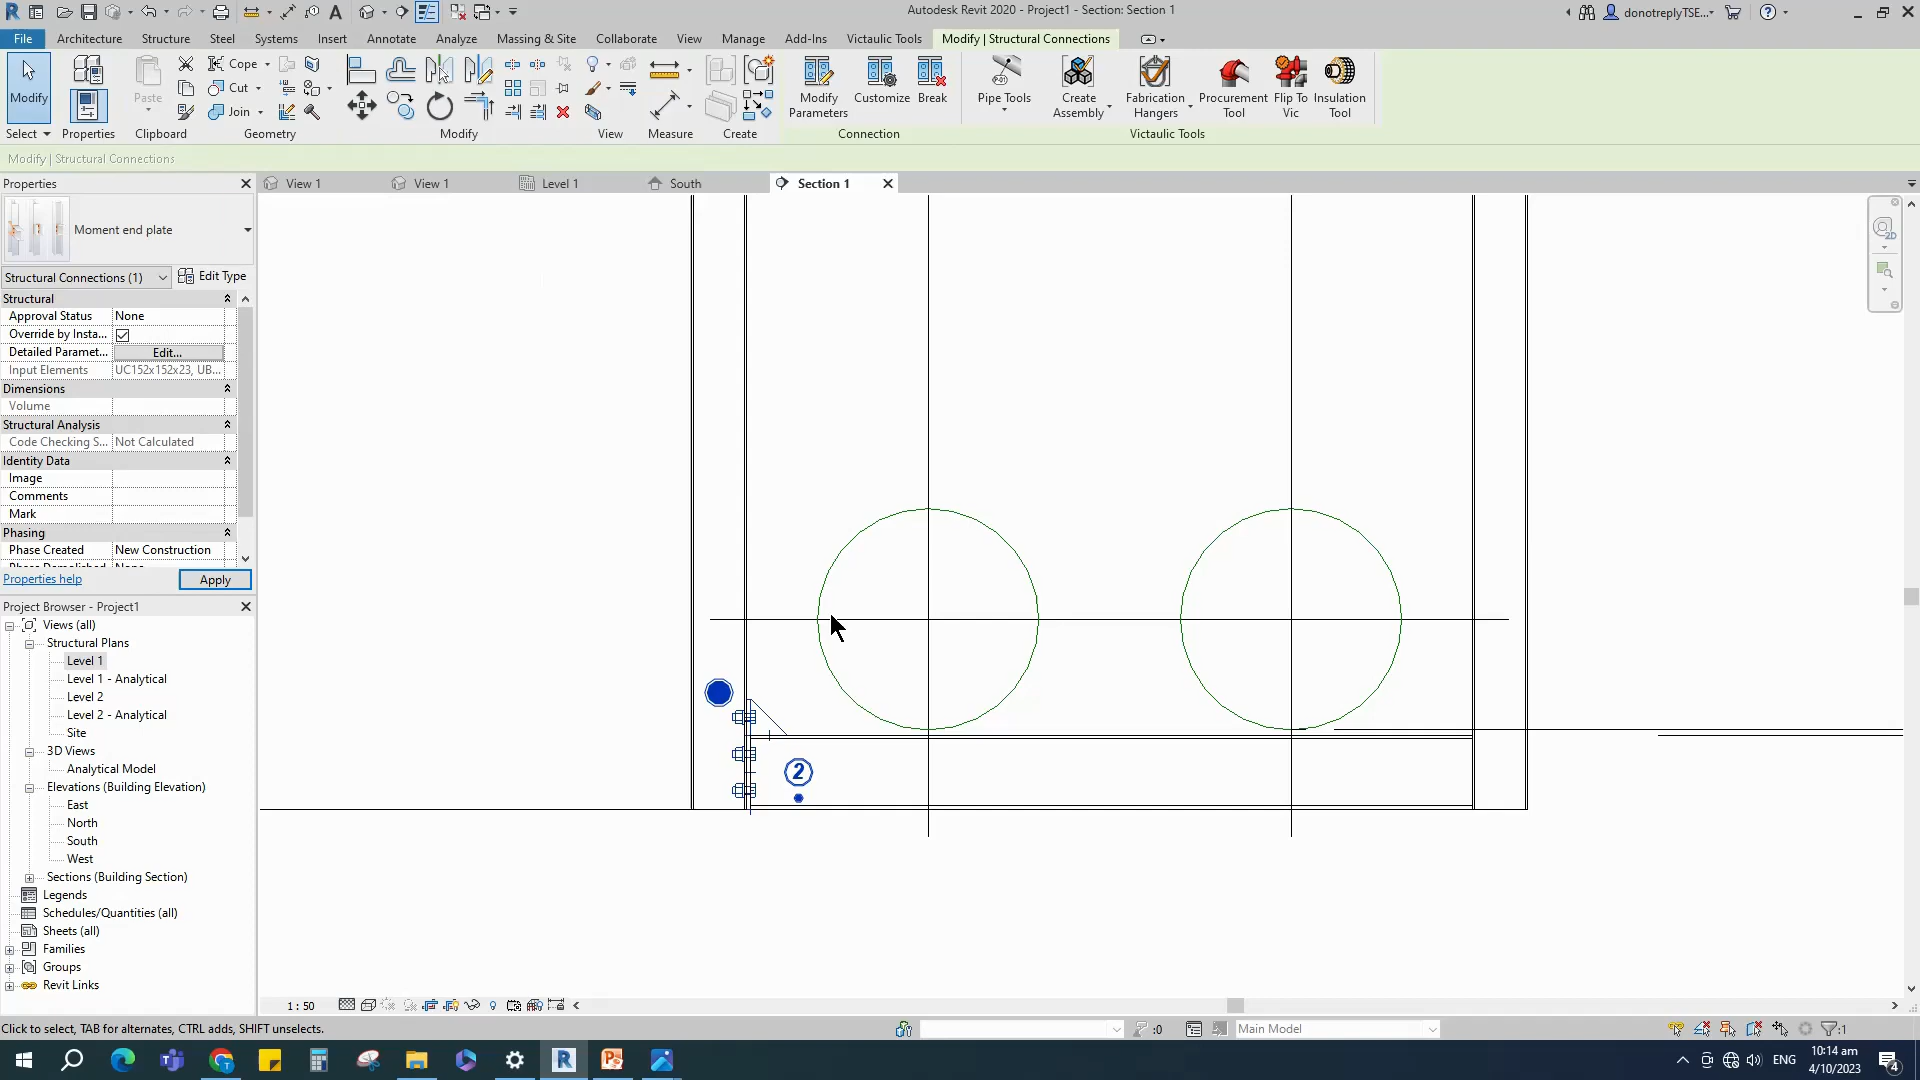 Autodesk Revit 2020 - Project1 - Section: Section 1
donotreplyTSE...
File Architecture Structure Steel Systems Insert Annotate Analyze Massing & Site Collaborate View Manage Add-Ins Victaulic Tools Modify | Structural Connections
Modify
Paste
Cope
Cut
Join
Modify Parameters
Customize
Break
Pipe Tools
Create Assembly
Fabrication Hangers
Procurement Tool
Flip To Vic
Insulation Tool
Select Properties Clipboard Geometry Modify View Measure Create Connection Victaulic Tools
Modify | Structural Connections
Properties
View 1
View 1
Level 1
South
Section 1
Moment end plate
Structural Connections (1)
Edit Type
Structural
Approval Status None
Override by Insta...
Detailed Paramet... Edit...
Input Elements UC152x152x23, UB...
Dimensions
Volume
Structural Analysis
Code Checking S... Not Calculated
Identity Data
Image
Comments
Mark
Phasing
Phase Created New Construction
Properties help
Apply
Project Browser - Project1
Views (all)
Structural Plans
Level 1
Level 1 - Analytical
Level 2
Level 2 - Analytical
Site
3D Views
Analytical Model
Elevations (Building Elevation)
East
North
South
West
Sections (Building Section)
Legends
Schedules/Quantities (all)
Sheets (all)
Families
Groups
Revit Links
2
2D
1 : 50
Click to select, TAB for alternates, CTRL adds, SHIFT unselects.
:0
Main Model
:1
ENG
10:14 am
4/10/2023
4